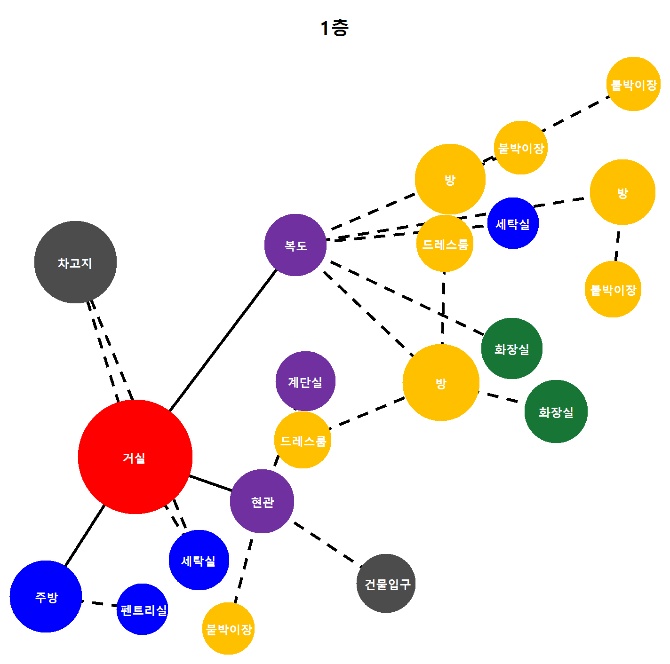 1층
붙박이장
붙박이장
방
방
드레스룸
세탁실
복도
차고지
붙박이장
화장실
계단실
방
화장실
드레스룸
거실
현관
세탁실
건물입구
주방
펜트리실
붙박이장